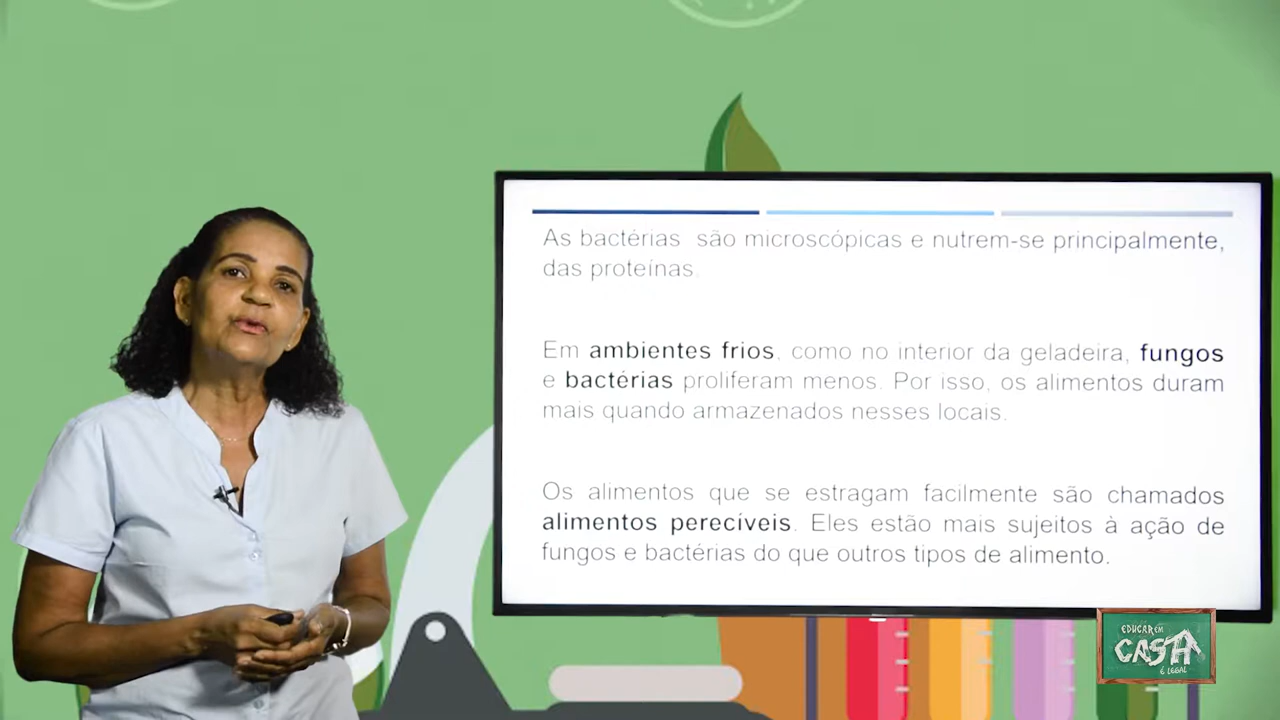 As bactérias são microscópicas e nutrem-se principalmente,
das proteínas.
Em ambientes frios, como no interior da geladeira, fungos
e bactérias proliferam menos. Por isso, os alimentos duram
mais quando armazenados nesses locais.
Os alimentos que se estragam facilmente são chamados
alimentos perecíveis. Eles estão mais sujeitos à ação de
fungos e bactérias do que outros tipos de alimento.
EDUCAR EM
CASA
É LEGAL